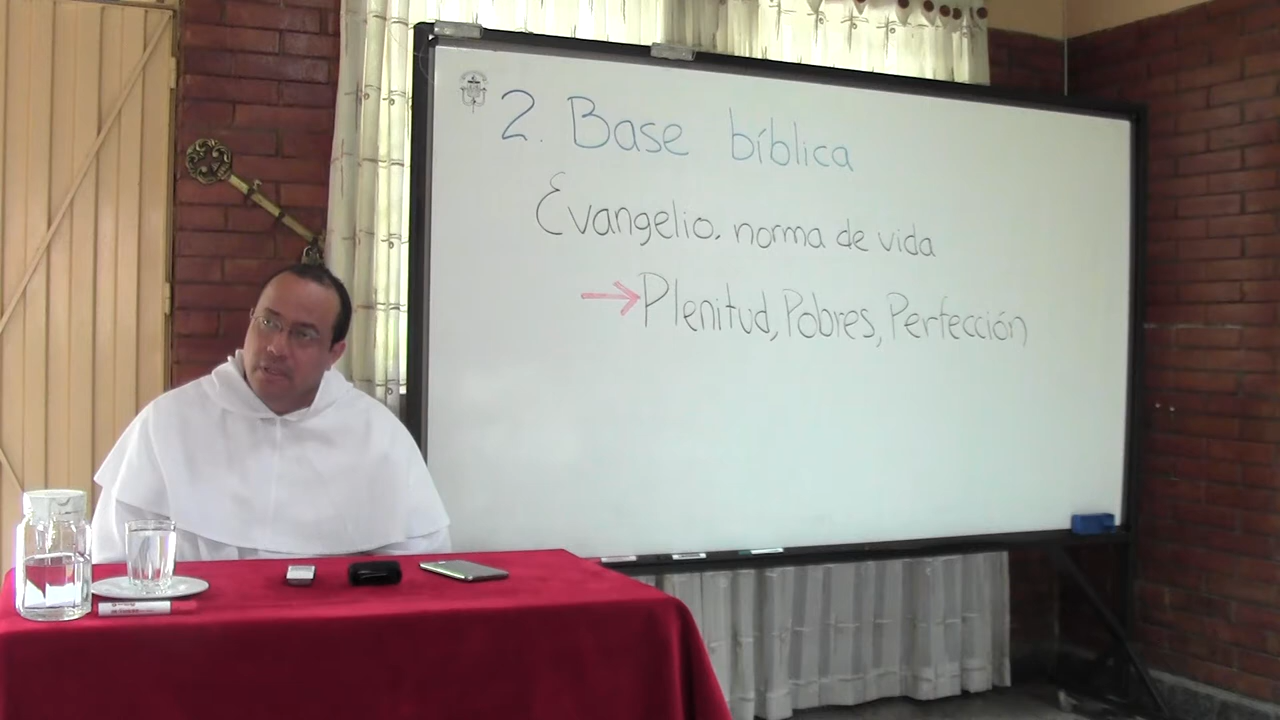 2. Base bíblica
Evangelio, norma de vida
→Plenitud, Pobres, Perfección